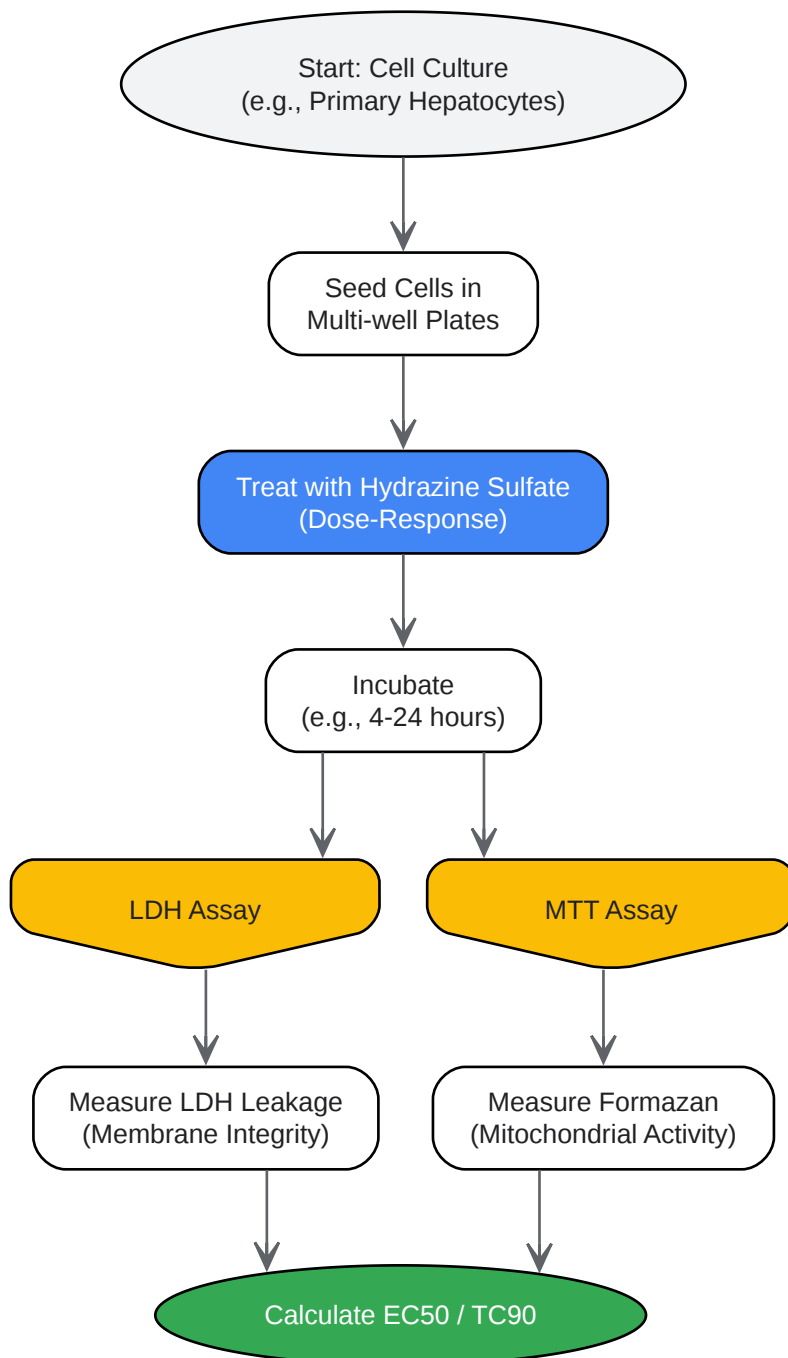 Start: Cell Culture
(e.g., Primary Hepatocytes)
Seed Cells in
Multi-well Plates
Treat with Hydrazine Sulfate
(Dose-Response)
Incubate
(e.g., 4-24 hours)
LDH Assay
MTT Assay
Measure LDH Leakage
(Membrane Integrity)
Measure Formazan
(Mitochondrial Activity)
Calculate EC50 / TC90